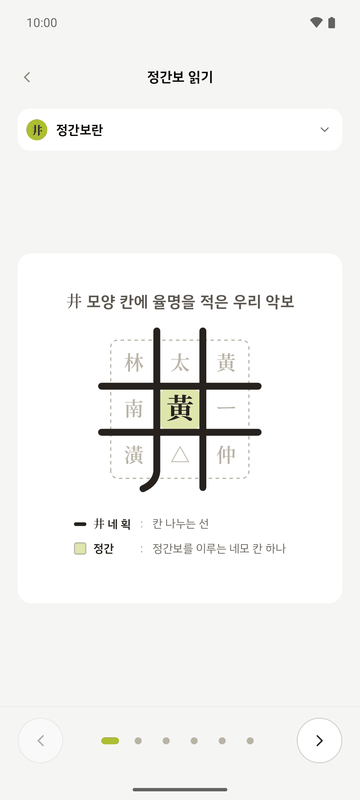 10:00
정간보 읽기
井 정간보란
井 모양 칸에 율명을 적은 우리 악보
林 太 黃
南 黃 一
潢 △ 仲
井 네 획 : 칸 나누는 선
정간 : 정간보를 이루는 네모 칸 하나